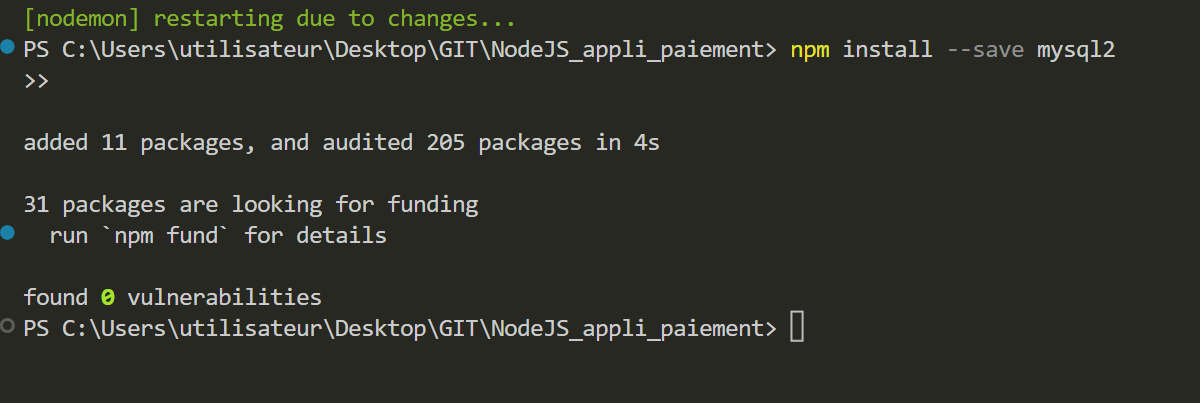 [nodemon] restarting due to changes...
PS C:\Users\utilisateur\Desktop\GIT\NodeJS_appli_paiement> npm install --save mysql2
>>
added 11 packages, and audited 205 packages in 4s
31 packages are looking for funding
  run `npm fund` for details
found 0 vulnerabilities
PS C:\Users\utilisateur\Desktop\GIT\NodeJS_appli_paiement>